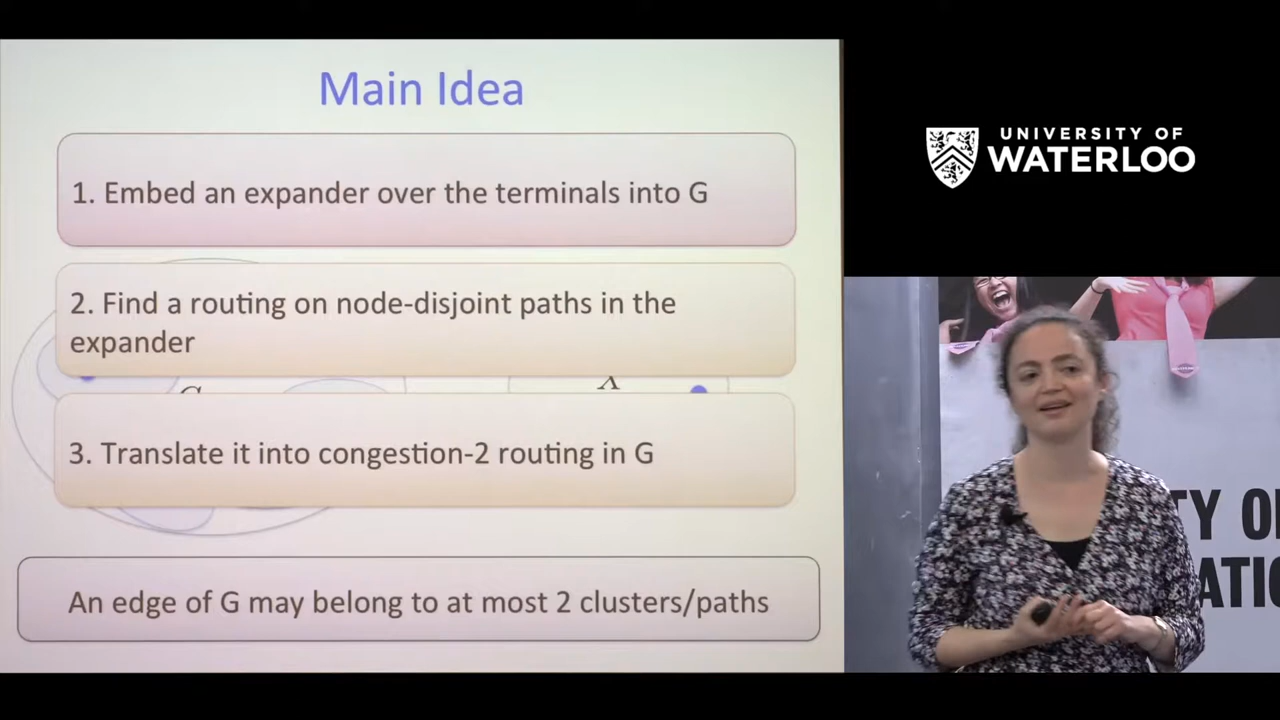 Main Idea
1. Embed an expander over the terminals into G
2. Find a routing on node-disjoint paths in the
expander
3. Translate it into congestion-2 routing in G
An edge of G may belong to at most 2 clusters/paths
UNIVERSITY OF
WATERLOO
TY O
ATIO